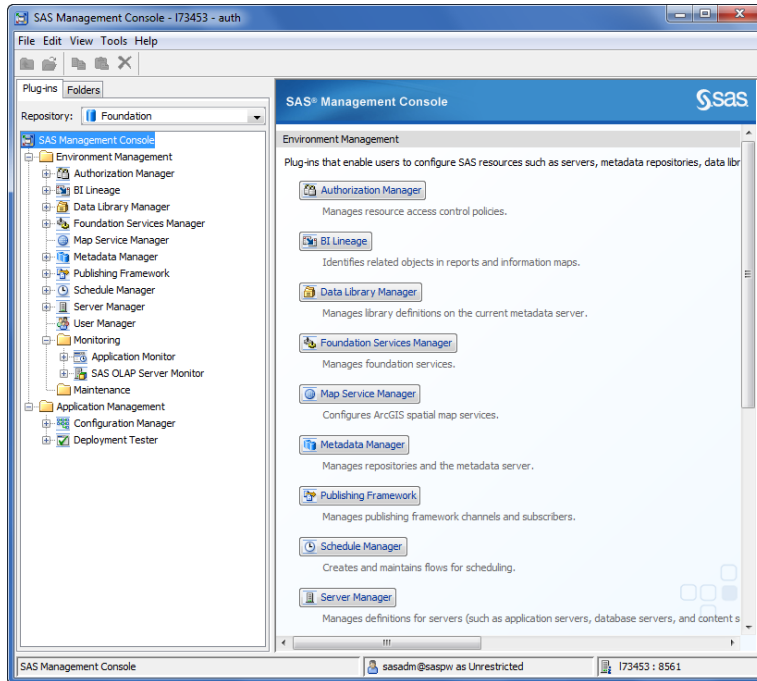 SAS Management Console - l73453 - auth
File Edit View Tools Help
Plug-ins Folders
Repository: Foundation
SAS Management Console
Environment Management
Authorization Manager
BI Lineage
Data Library Manager
Foundation Services Manager
Map Service Manager
Metadata Manager
Publishing Framework
Schedule Manager
Server Manager
User Manager
Monitoring
Application Monitor
SAS OLAP Server Monitor
Maintenance
Application Management
Configuration Manager
Deployment Tester
SAS® Management Console
sas
Environment Management
Plug-ins that enable users to configure SAS resources such as servers, metadata repositories, data libr
Authorization Manager
Manages resource access control policies.
BI Lineage
Identifies related objects in reports and information maps.
Data Library Manager
Manages library definitions on the current metadata server.
Foundation Services Manager
Manages foundation services.
Map Service Manager
Configures ArcGIS spatial map services.
Metadata Manager
Manages repositories and the metadata server.
Publishing Framework
Manages publishing framework channels and subscribers.
Schedule Manager
Creates and maintains flows for scheduling.
Server Manager
Manages definitions for servers (such as application servers, database servers, and content s
SAS Management Console
sasadm@saspw as Unrestricted
l73453 : 8561